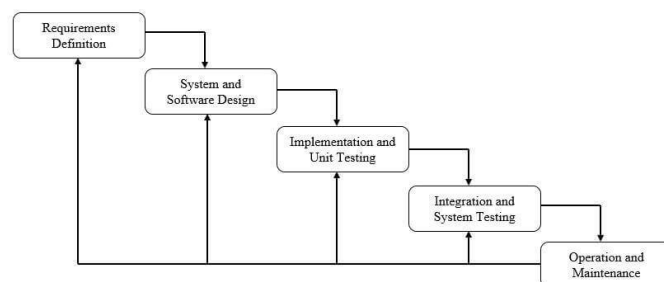 Requirements
Definition
System and
Software Design
Implementation and
Unit Testing
Integration and
System Testing
Operation and
Maintenance